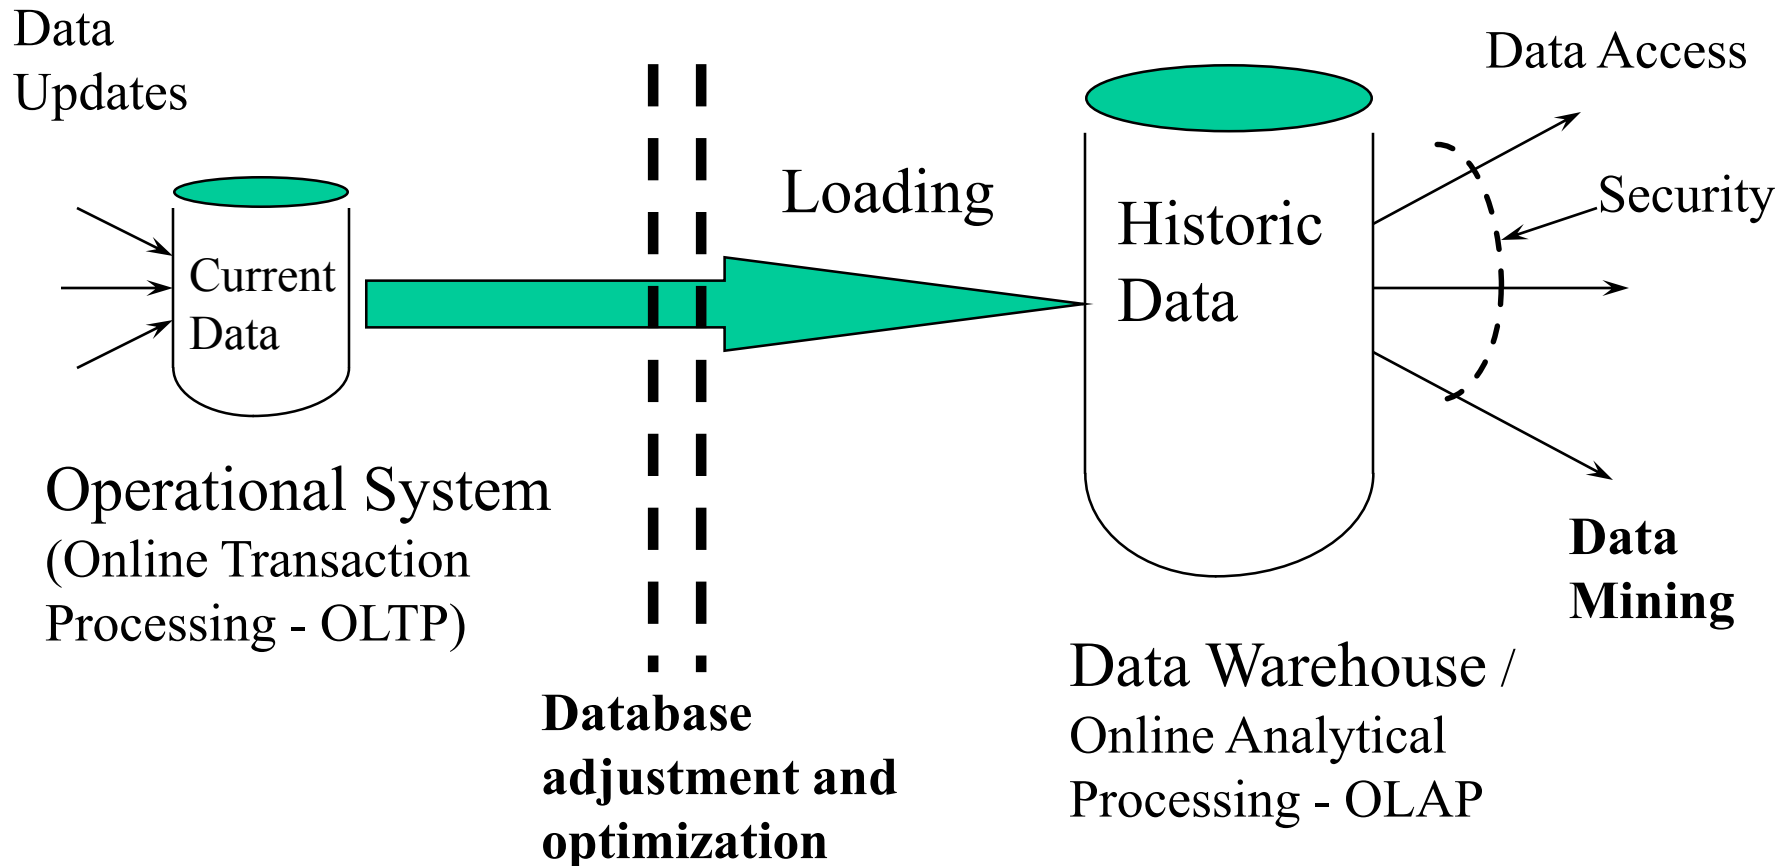 Data
Updates
Current
Data
Operational System
(Online Transaction
Processing - OLTP)
Database
adjustment and
optimization
Loading
Historic
Data
Data Warehouse /
Online Analytical
Processing - OLAP
Data Access
Security
Data
Mining